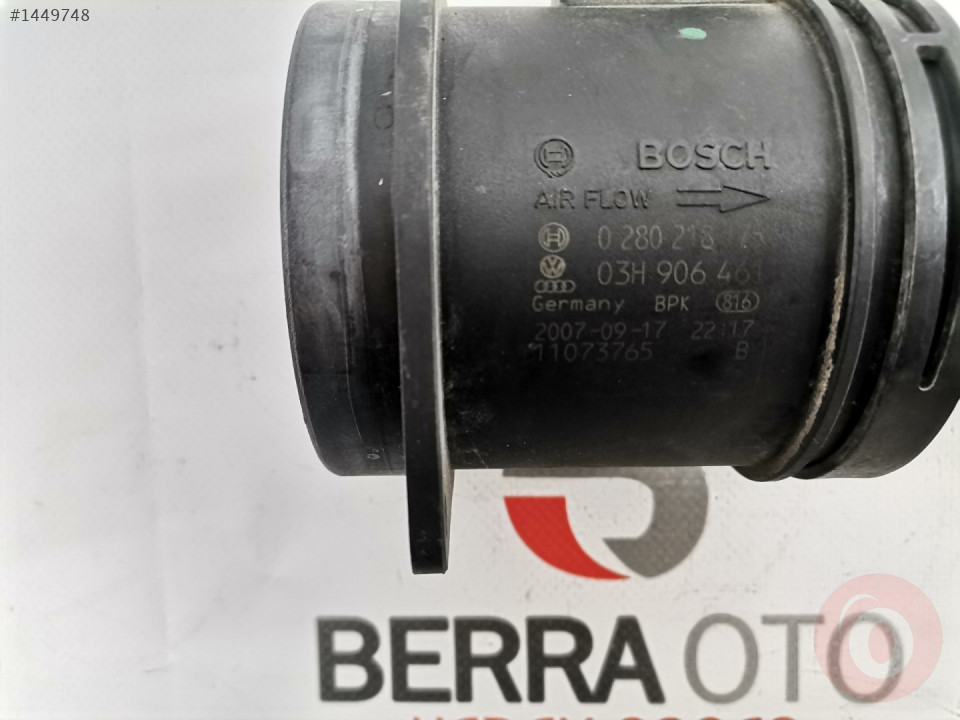 #1449748
BOSCH
AIR FLOW
0 280 218
03H 906 461
Germany BPK 816
2007-09-17 22:17
11073765 B
BERRA OTO